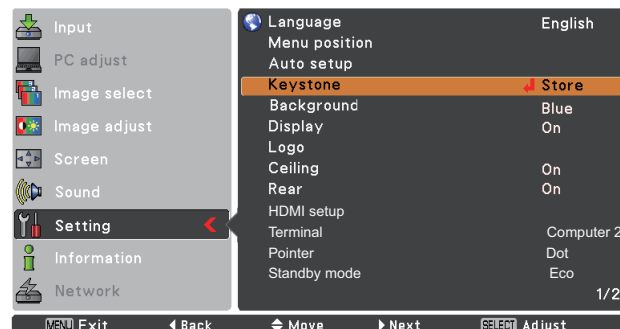 Input
PC adjust
Image select
Image adjust
Screen
Sound
Setting
Information
Network
Language English
Menu position
Auto setup
Keystone Store
Background Blue
Display On
Logo
Ceiling On
Rear On
HDMI setup
Terminal Computer 2
Pointer Dot
Standby mode Eco
1/2
MENU Exit Back Move Next SELECT Adjust